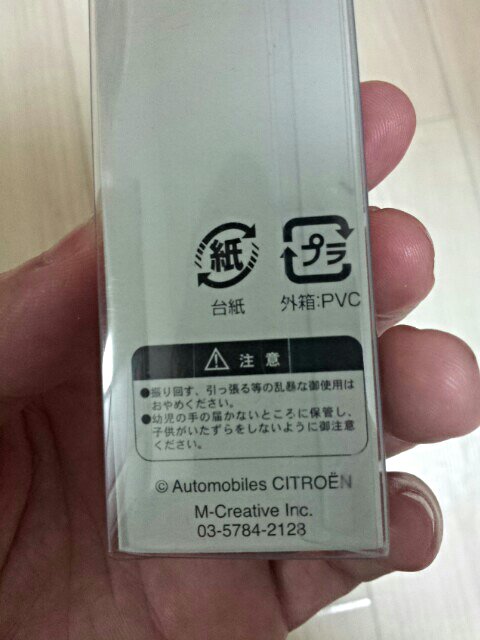 紙 プラ
台紙 外箱:PVC
注意
●振り回す、引っ張る等の乱暴な御使用は
おやめください。
●幼児の手の届かないところに保管し、
子供がいたずらをしないように御注意
ください。
© Automobiles CITROËN
M-Creative Inc.
03-5784-2128